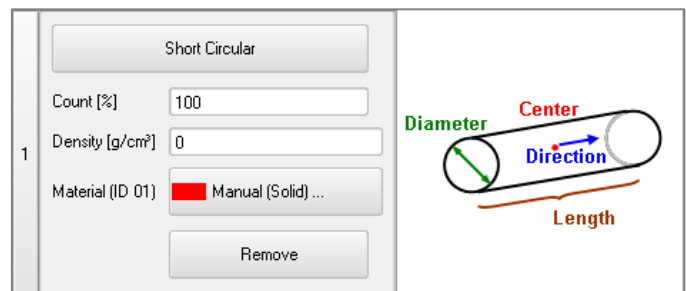 Short Circular
Count [%] 100
Density [g/cm³] 0
1
Material (ID 01) Manual (Solid) ...
Remove
Diameter
Center
Direction
Length